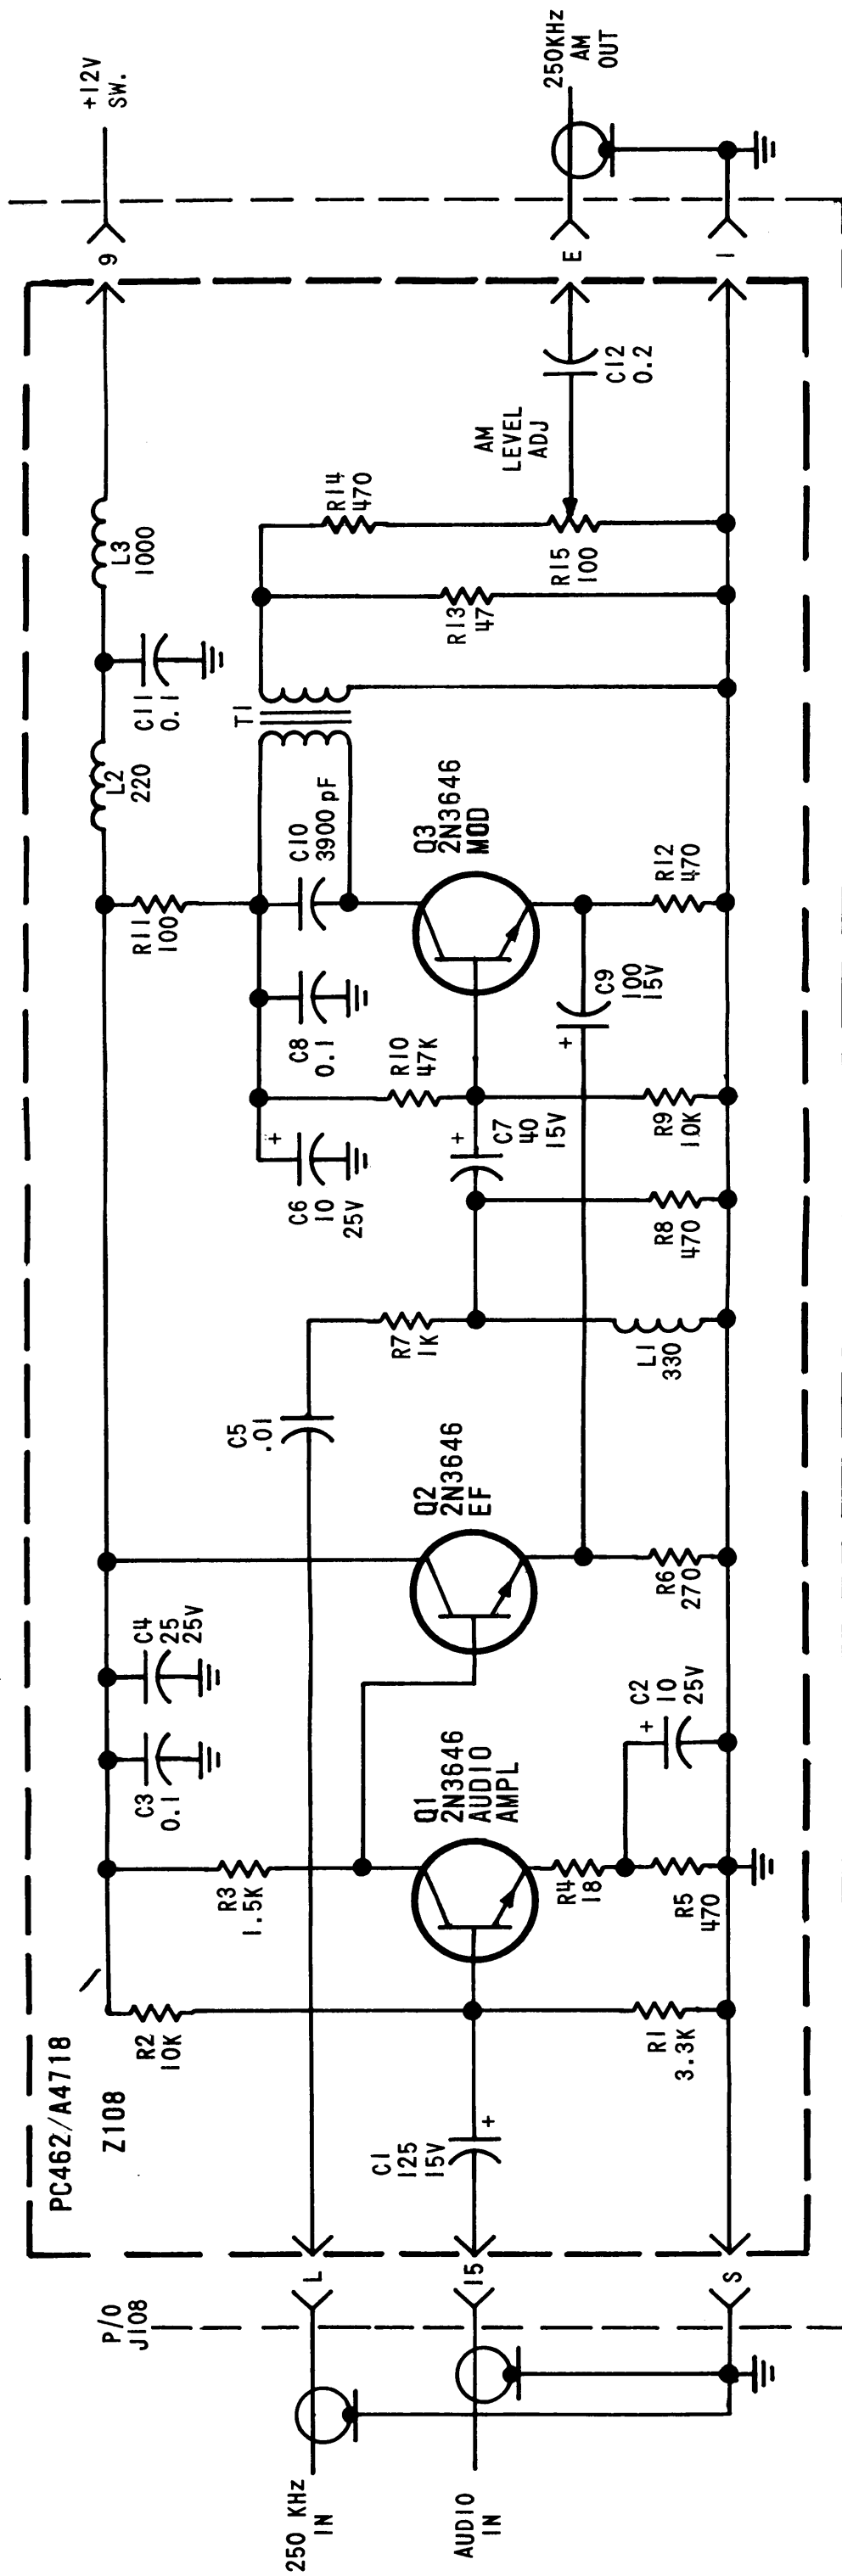 P/O
J108
PC462/A4718
Z108
250 KHz
IN
L
AUDIO
IN
15
S
C1
125
15V
+
R2
10K
R1
3.3K
R3
1.5K
Q1
2N3646
AUDIO
AMPL
R4
18
R5
470
C3
0.1
C4
25
25V
C2
10
25V
+
Q2
2N3646
EF
R6
270
C5
.01
R7
1K
L1
330
R8
470
C6
10
25V
+
C7
40
15V
+
C8
0.1
R10
47K
R9
10K
C9
100
15V
+
R11
100
C10
3900 pF
Q3
2N3646
MOD
R12
470
L2
220
C11
0.1
T1
L3
1000
R13
47
R14
470
R15
100
AM
LEVEL
ADJ
C12
0.2
9
E
1
+12V
SW.
250KHz
AM
OUT